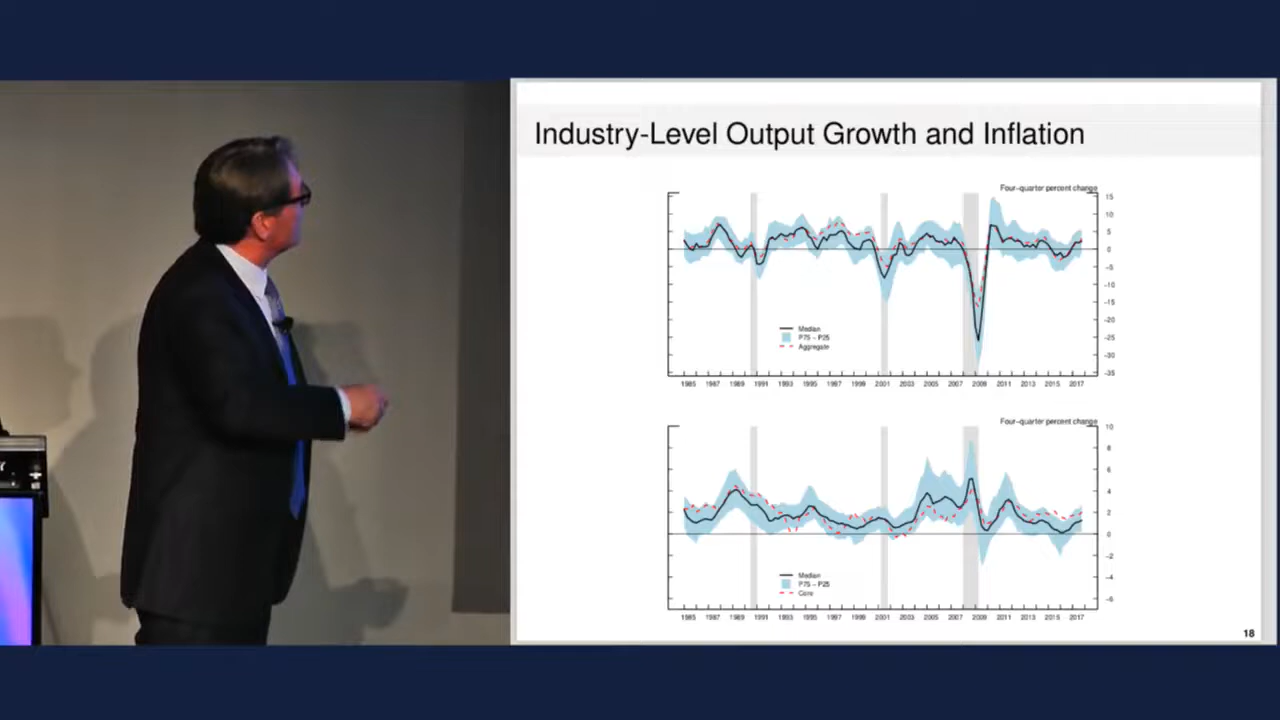 Industry-Level Output Growth and Inflation
Four-quarter percent change
15
10
5
0
-5
-10
-15
-20
-25
-30
-35
Median
P75 - P25
Aggregate
1985 1987 1989 1991 1993 1995 1997 1999 2001 2003 2005 2007 2009 2011 2013 2015 2017
Four-quarter percent change
10
8
6
4
2
0
-2
-4
-6
Median
P75 - P25
Core
1985 1987 1989 1991 1993 1995 1997 1999 2001 2003 2005 2007 2009 2011 2013 2015 2017
18